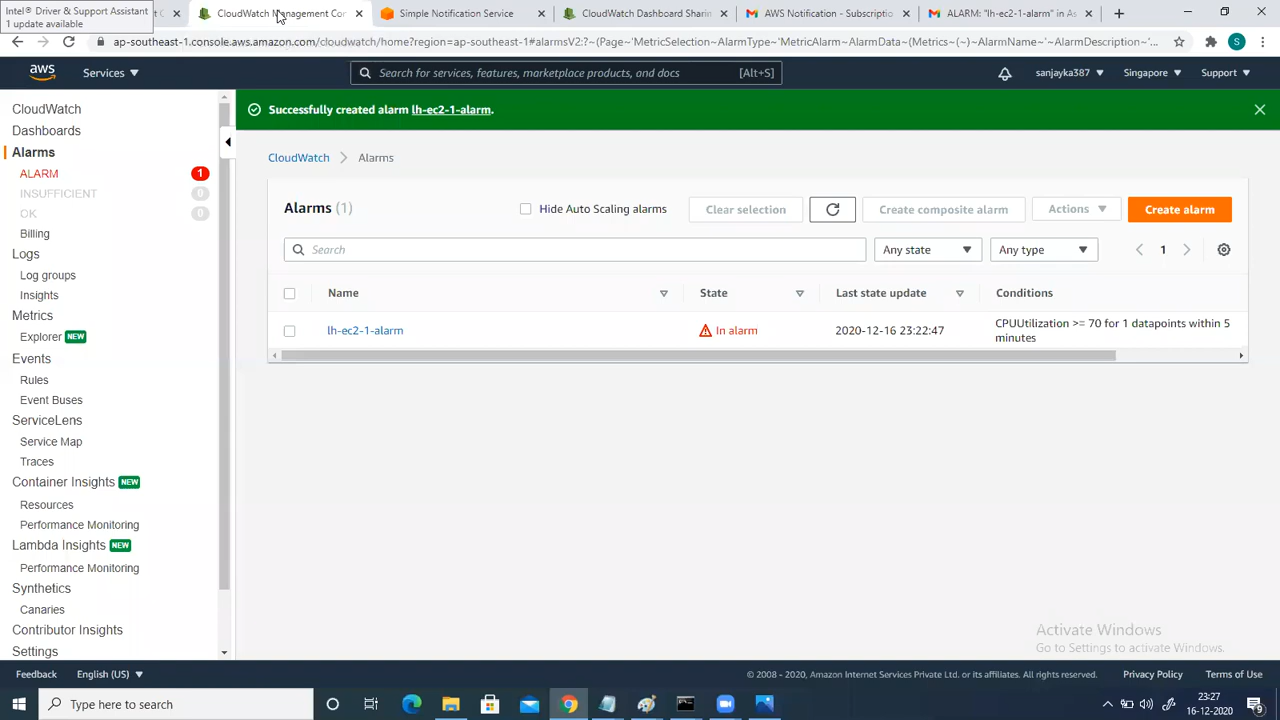 Intel® Driver & Support Assistant
1 update available
t C
CloudWatch Management Con
Simple Notification Service
CloudWatch Dashboard Sharin
AWS Notification - Subscriptio
ALARM: "lh-ec2-1-alarm" in As
ap-southeast-1.console.aws.amazon.com/cloudwatch/home?region=ap-southeast-1#alarmsV2:?~(Page~'MetricSelection~AlarmType~'MetricAlarm~AlarmData~(Metrics~(~)~AlarmName~'~AlarmDescription~'~...
S
aws
Services
Search for services, features, marketplace products, and docs
[Alt+S]
sanjayka387
Singapore
Support
CloudWatch
Dashboards
Alarms
ALARM
1
INSUFFICIENT
0
OK
0
Billing
Logs
Log groups
Insights
Metrics
Explorer NEW
Events
Rules
Event Buses
ServiceLens
Service Map
Traces
Container Insights NEW
Resources
Performance Monitoring
Lambda Insights NEW
Performance Monitoring
Synthetics
Canaries
Contributor Insights
Settings
Successfully created alarm lh-ec2-1-alarm.
CloudWatch
Alarms
Alarms (1)
Hide Auto Scaling alarms
Clear selection
Create composite alarm
Actions
Create alarm
Search
Any state
Any type
1
Name
State
Last state update
Conditions
lh-ec2-1-alarm
In alarm
2020-12-16 23:22:47
CPUUtilization >= 70 for 1 datapoints within 5
minutes
Activate Windows
Go to Settings to activate Windows.
Feedback
English (US)
© 2008 - 2020, Amazon Internet Services Private Ltd. or its affiliates. All rights reserved.
Privacy Policy
Terms of Use
Type here to search
23:27
16-12-2020